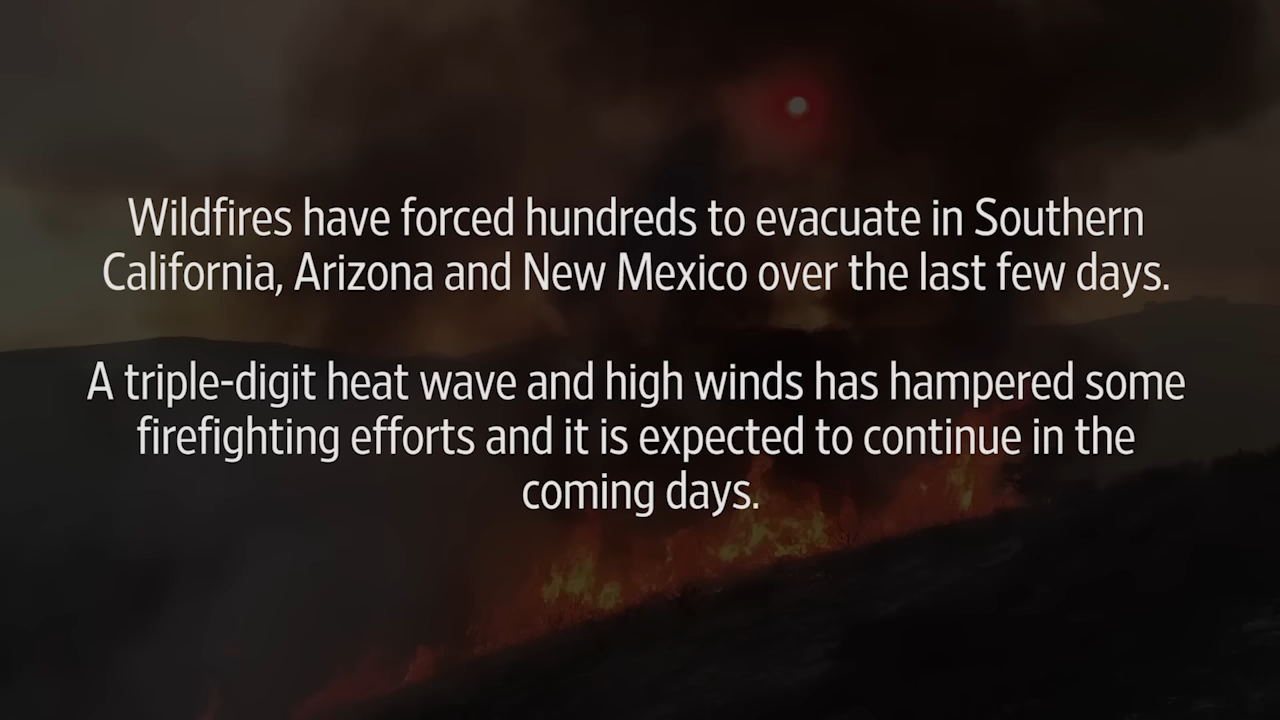 Wildfires have forced hundreds to evacuate in Southern
California, Arizona and New Mexico over the last few days.
A triple-digit heat wave and high winds has hampered some
firefighting efforts and it is expected to continue in the
coming days.